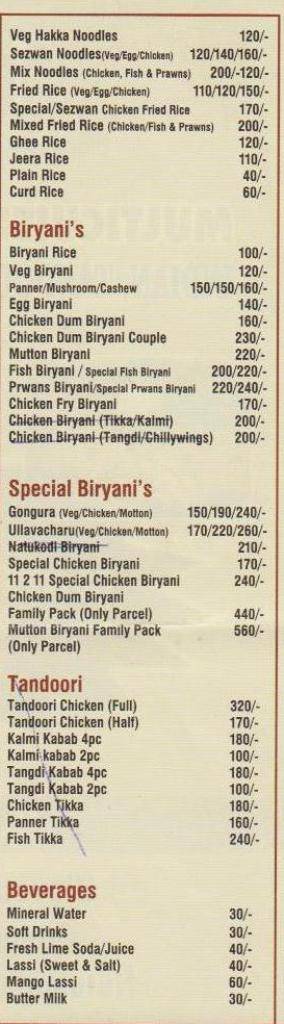 Veg Hakka Noodles 120/-
Sezwan Noodles(Veg/Egg/Chicken) 120/140/160/-
Mix Noodles (Chicken, Fish & Prawns) 200/-120/-
Fried Rice (Veg/Egg/Chicken) 110/120/150/-
Special/Sezwan Chicken Fried Rice 170/-
Mixed Fried Rice (Chicken/Fish & Prawns) 200/-
Ghee Rice 120/-
Jeera Rice 110/-
Plain Rice 40/-
Curd Rice 60/-
Biryani's
Biryani Rice 100/-
Veg Biryani 120/-
Panner/Mushroom/Cashew 150/150/160/-
Egg Biryani 140/-
Chicken Dum Biryani 160/-
Chicken Dum Biryani Couple 230/-
Mutton Biryani 220/-
Fish Biryani / Special Fish Biryani 200/220/-
Prwans Biryani/Special Prwans Biryani 220/240/-
Chicken Fry Biryani 170/-
Chicken Biryani (Tikka/Kalmi) 200/-
Chicken Biryani (Tangdi/Chillywings) 200/-
Special Biryani's
Gongura (Veg/Chicken/Motton) 150/190/240/-
Ullavacharu(Veg/Chicken/Motton) 170/220/260/-
Natukodi Biryani 210/-
Special Chicken Biryani 170/-
11 2 11 Special Chicken Biryani 240/-
Chicken Dum Biryani
Family Pack (Only Parcel) 440/-
Mutton Biryani Family Pack 560/-
(Only Parcel)
Tandoori
Tandoori Chicken (Full) 320/-
Tandoori Chicken (Half) 170/-
Kalmi Kabab 4pc 180/-
Kalmi kabab 2pc 100/-
Tangdi Kabab 4pc 180/-
Tangdi Kabab 2pc 100/-
Chicken Tikka 180/-
Panner Tikka 160/-
Fish Tikka 240/-
Beverages
Mineral Water 30/-
Soft Drinks 30/-
Fresh Lime Soda/Juice 40/-
Lassi (Sweet & Salt) 40/-
Mango Lassi 60/-
Butter Milk 30/-